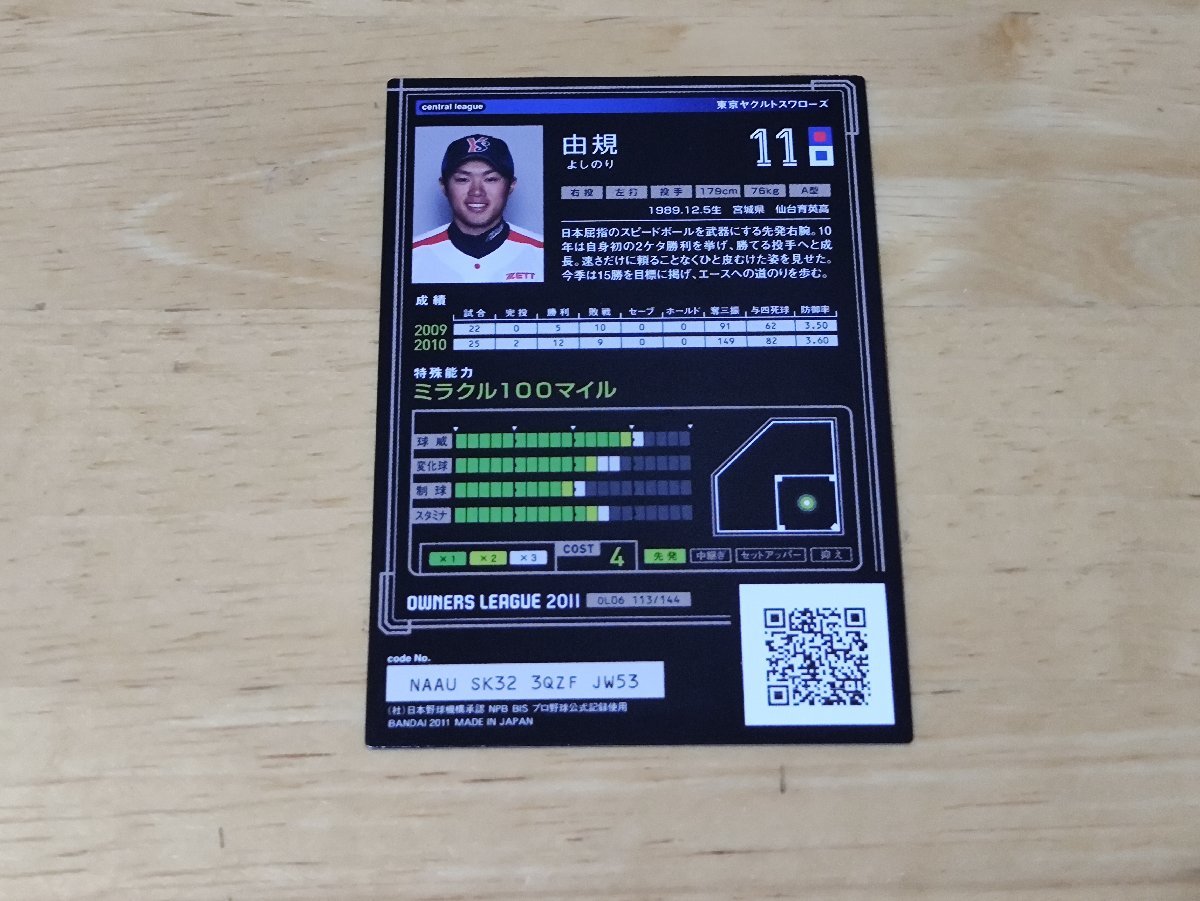 central league 東京ヤクルトスワローズ
YS
ZETT
由規 11
よしのり
右投 左打 投手 179cm 76kg A型
1989.12.5生 宮城県 仙台育英高
日本屈指のスピードボールを武器にする先発右腕。10
年は自身初の2ケタ勝利を挙げ、勝てる投手へと成
長。速さだけに頼ることなくひと皮むけた姿を見せた。
今季は15勝を目標に掲げ、エースへの道のりを歩む。
成績
試合 完投 勝利 敗戦 セーブ ホールド 奪三振 与四死球 防御率
2009 22 0 5 10 0 0 91 62 3.50
2010 25 2 12 9 0 0 149 82 3.60
特殊能力
ミラクル100マイル
球威
変化球
制球
スタミナ
×1 ×2 ×3 COST 4 先発 中継ぎ セットアッパー 抑え
OWNERS LEAGUE 2011 OL06 113/144
code No.
NAAU SK32 3QZF JW53
(社)日本野球機構承認 NPB BIS プロ野球公式記録使用
BANDAI 2011 MADE IN JAPAN